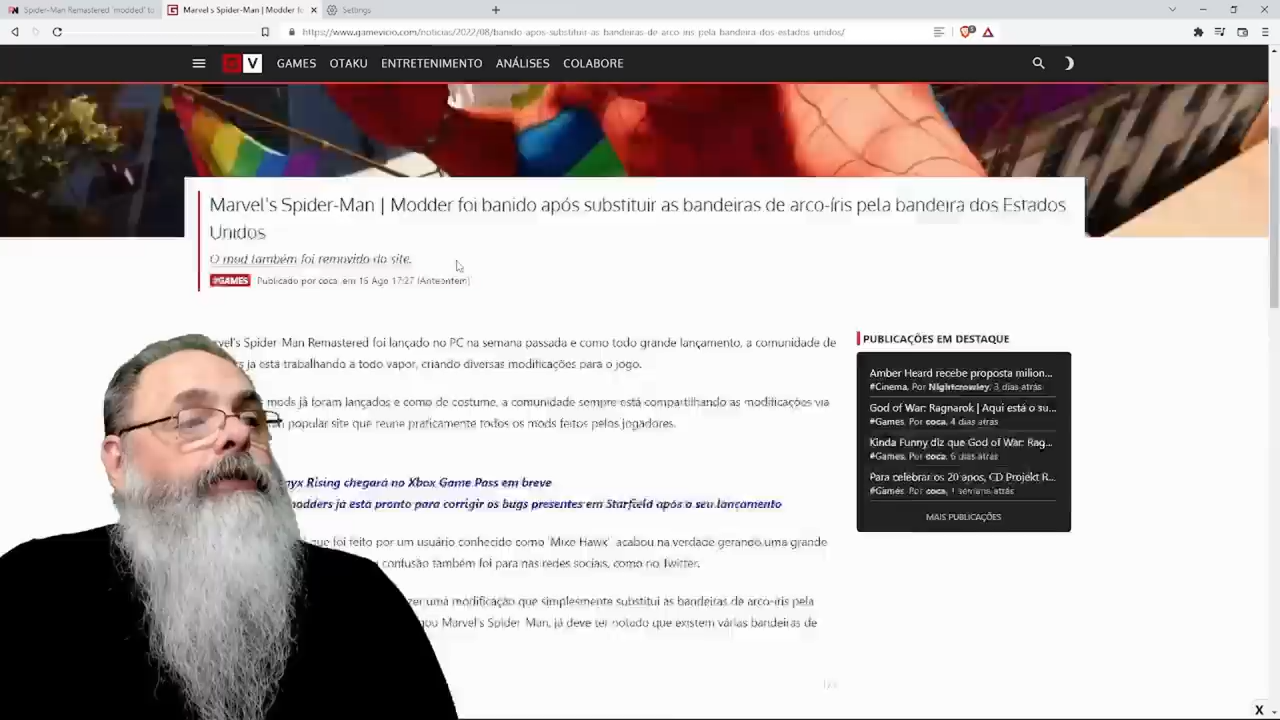 Spider-Man Remastered 'modded' to
Marvel's Spider-Man | Modder fo
Settings
https://www.gamevicio.com/noticias/2022/08/banido-apos-substituir-as-bandeiras-de-arco-iris-pela-bandeira-dos-estados-unidos/
V GAMES OTAKU ENTRETENIMENTO ANÁLISES COLABORE
Marvel's Spider-Man | Modder foi banido após substituir as bandeiras de arco-íris pela bandeira dos Estados
Unidos
O mod também foi removido do site.
#GAMES Publicado por coca, em 16 Ago 17:27 (Anteontem)
vel's Spider-Man Remastered foi lançado no PC na semana passada e como todo grande lançamento, a comunidade de
rs já está trabalhando a todo vapor, criando diversas modificações para o jogo.
mods já foram lançados e como de costume, a comunidade sempre está compartilhando as modificações via
popular site que reune praticamente todos os mods feitos pelos jogadores.
nyx Rising chegará no Xbox Game Pass em breve
odders já está pronto para corrigir os bugs presentes em Starfield após o seu lançamento
que foi feito por um usuário conhecido como 'Mike Hawk' acabou na verdade gerando uma grande
confusão também foi para nas redes sociais, como no Twitter.
zer uma modificação que simplesmente substitui as bandeiras de arco-íris pela
gou Marvel's Spider-Man, já deve ter notado que existem várias bandeiras de
PUBLICAÇÕES EM DESTAQUE
Amber Heard recebe proposta milion...
#Cinema, Por Nightcrowley, 3 dias atrás
God of War: Ragnarok | Aqui está o su...
#Games, Por coca, 4 dias atrás
Kinda Funny diz que God of War: Rag...
#Games, Por coca, 6 dias atrás
Para celebrar os 20 anos, CD Projekt R...
#Games, Por coca, 1 semana atrás
MAIS PUBLICAÇÕES
X